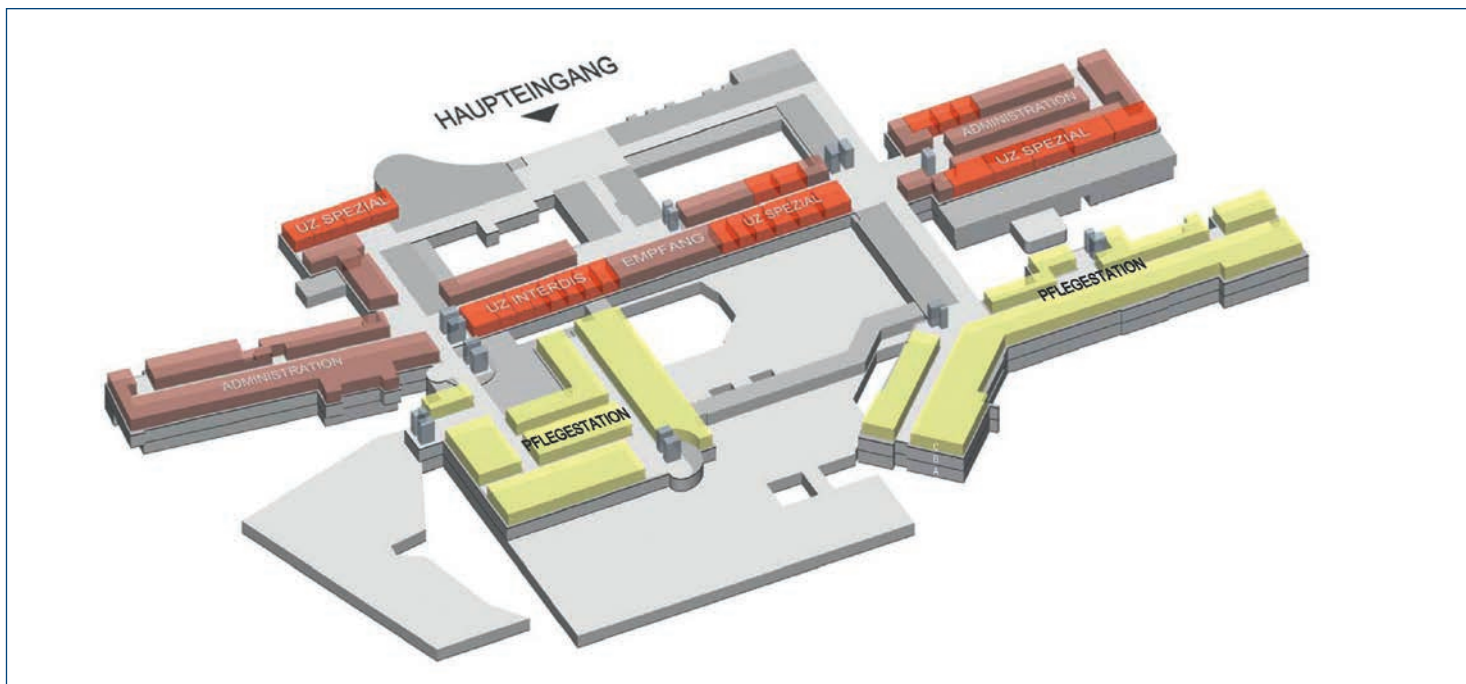 HAUPTEINGANG
ADMINISTRATION
UZ SPEZIAL
UZ SPEZIAL
UZ SPEZIAL
EMPFANG
UZ INTERDIS
PFLEGESTATION
ADMINISTRATION
PFLEGESTATION
C
B
A